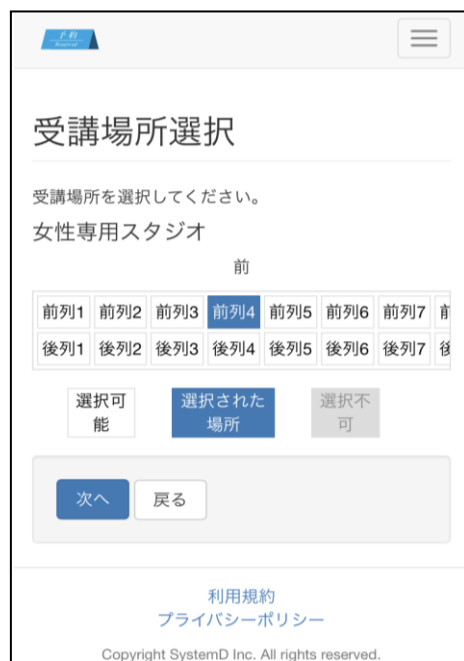 予約
Reserved
受講場所選択
受講場所を選択してください。
女性専用スタジオ
前
前列1 前列2 前列3 前列4 前列5 前列6 前列7 前
後列1 後列2 後列3 後列4 後列5 後列6 後列7 後
選択可
能
選択された
場所
選択不
可
次へ 戻る
利用規約
プライバシーポリシー
Copyright SystemD Inc. All rights reserved.